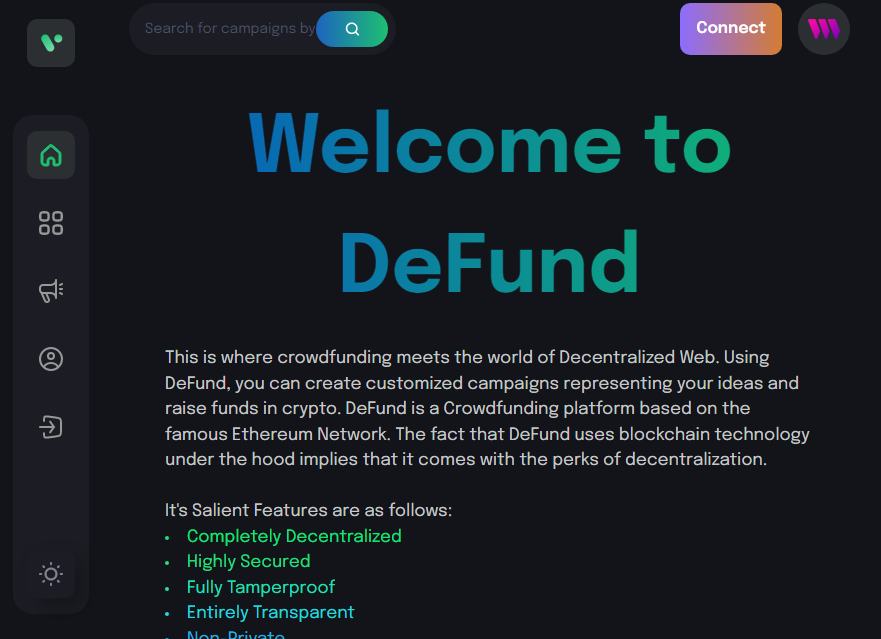 Search for campaigns by
Connect
Welcome to
DeFund
This is where crowdfunding meets the world of Decentralized Web. Using
DeFund, you can create customized campaigns representing your ideas and
raise funds in crypto. DeFund is a Crowdfunding platform based on the
famous Ethereum Network. The fact that DeFund uses blockchain technology
under the hood implies that it comes with the perks of decentralization.
It's Salient Features are as follows:
• Completely Decentralized
• Highly Secured
• Fully Tamperproof
• Entirely Transparent
• Non-Private